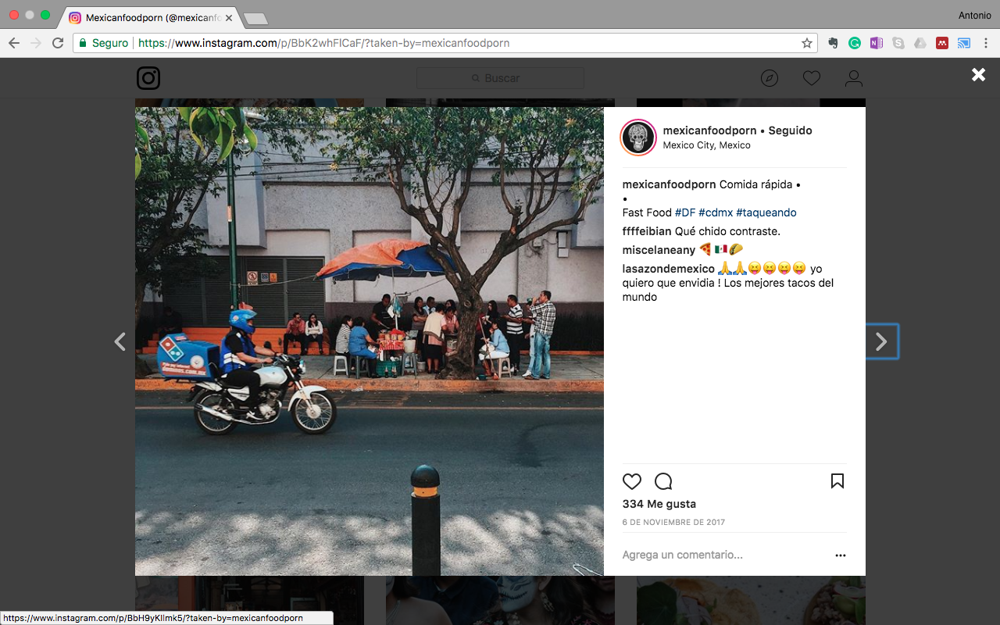 Mexicanfoodporn (@mexicanfo
Antonio
Seguro
https://www.instagram.com/p/BbK2whFlCaF/?taken-by=mexicanfoodporn
Buscar
mexicanfoodporn • Seguido
Mexico City, Mexico
mexicanfoodporn Comida rápida •
•
Fast Food #DF #cdmx #taqueando
ffffeibian Qué chido contraste.
miscelaneany 🍕🇲🇽🌮
lasazondemexico 🙏🙏😝😝😝😝 yo
quiero que envidia ! Los mejores tacos del
mundo
334 Me gusta
6 DE NOVIEMBRE DE 2017
Agrega un comentario...
https://www.instagram.com/p/BbH9yKllmk5/?taken-by=mexicanfoodporn